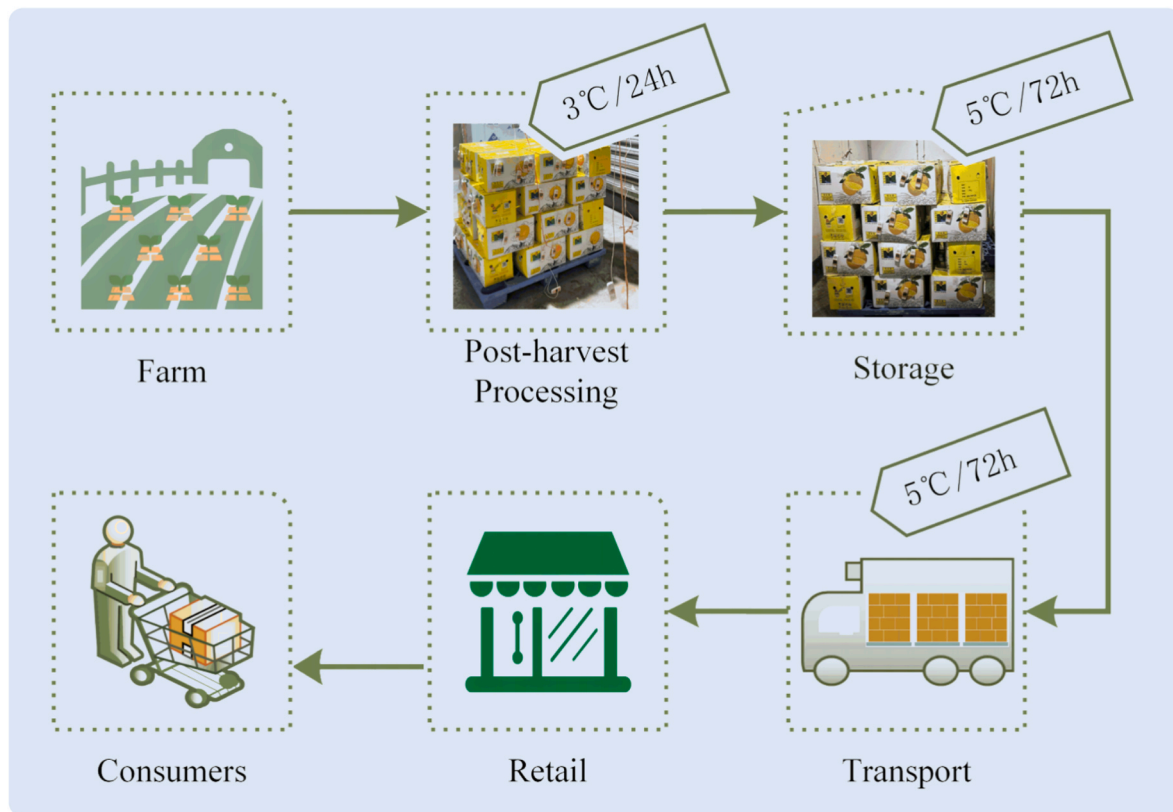 3℃/24h
5℃/72h
Farm
Post-harvest
Processing
Storage
5℃/72h
Consumers
Retail
Transport